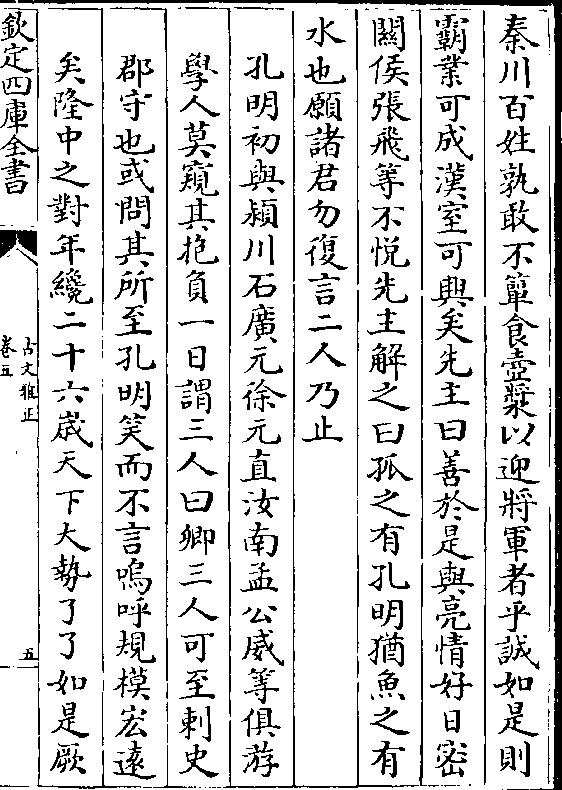 秦川百姓孰敢不簞食壺漿以迎將軍者乎誠如是則
霸業可成漢室可興矣先主曰善於是與亮情好日密
關侯張飛等不悦先主解之曰孤之有孔明猶魚之有
水也願諸君勿復言二人乃止
孔明初與潁川石廣元徐元直汝南孟公威等俱游
學人莫窺其抱負一日謂三人曰卿三人可至刺史
郡守也或問其所至孔明笑而不言嗚呼規模宏逺
矣隆中之對年纔二十六嵗天下大勢了了如是厥
欽定四庫全書
古文雅正
卷五
五